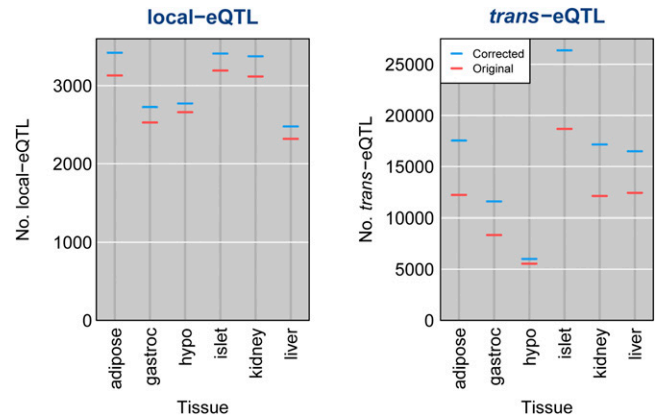 local−eQTL
No. local−eQTL
3000
2000
1000
0
adipose
gastroc
hypo
islet
kidney
liver
Tissue
trans−eQTL
No. trans−eQTL
25000
20000
15000
10000
5000
0
Corrected
Original
adipose
gastroc
hypo
islet
kidney
liver
Tissue